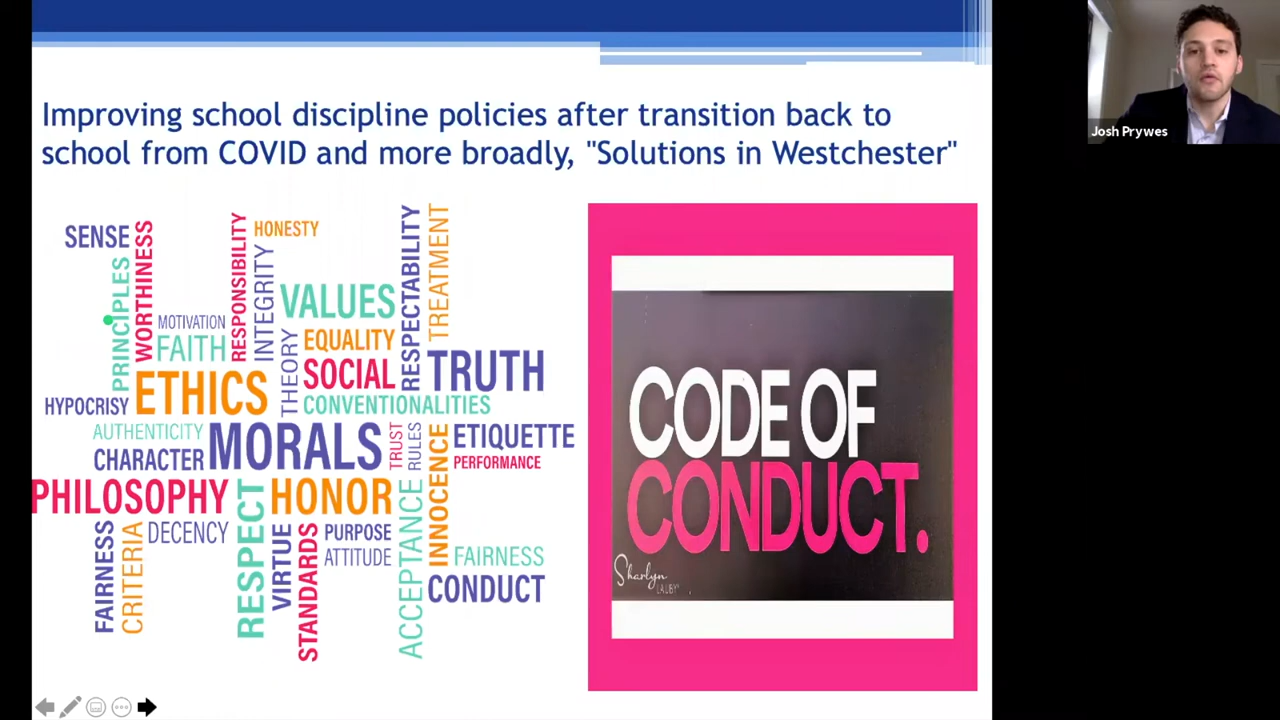 Improving school discipline policies after transition back to
school from COVID and more broadly, "Solutions in Westchester"
Josh Prywes
SENSE
PRINCIPLES
WORTHINESS
MOTIVATION
FAITH
RESPONSIBILITY
HONESTY
INTEGRITY
VALUES
THEORY
EQUALITY
SOCIAL
CONVENTIONALITIES
RESPECTABILITY
TREATMENT
TRUTH
HYPOCRISY
ETHICS
AUTHENTICITY
CHARACTER
MORALS
TRUST
RULES
INNOCENCE
ETIQUETTE
PERFORMANCE
PHILOSOPHY
HONOR
RESPECT
FAIRNESS
CRITERIA
DECENCY
VIRTUE
STANDARDS
PURPOSE
ATTITUDE
ACCEPTANCE
FAIRNESS
CONDUCT
CODE OF
CONDUCT.
Sharlyn
LAUBY